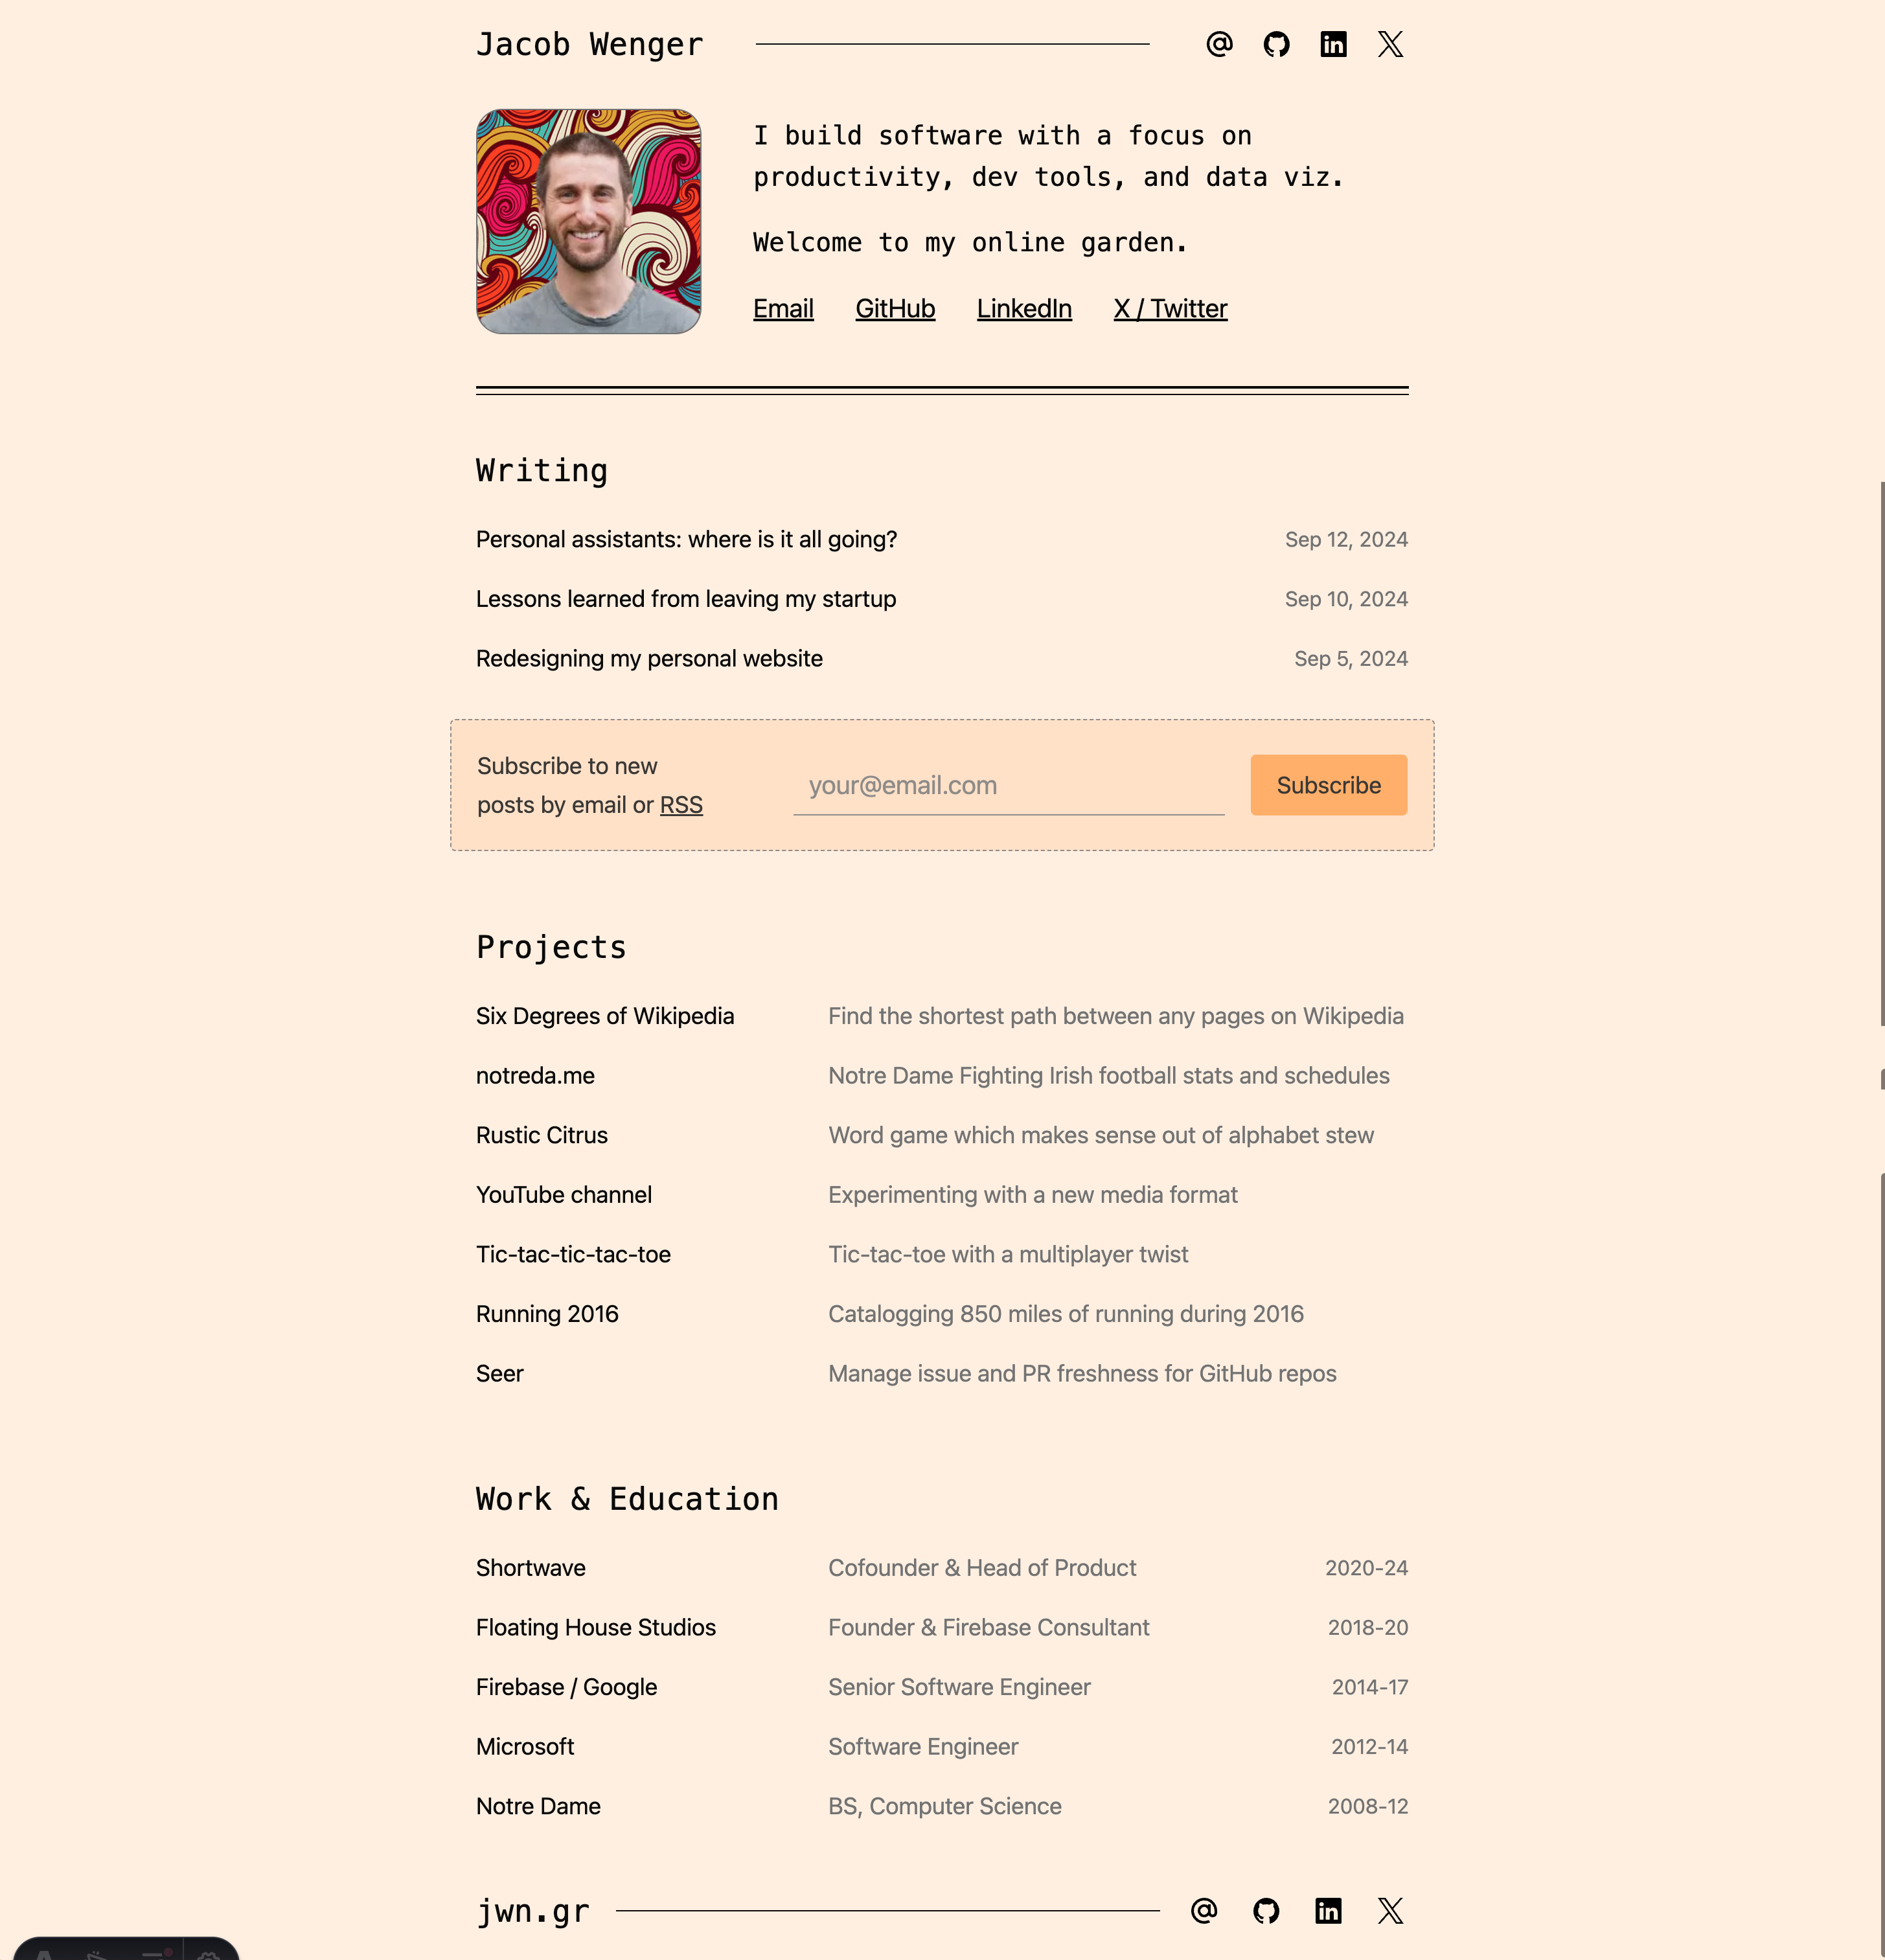 Jacob Wenger
I build software with a focus on
productivity, dev tools, and data viz.
Welcome to my online garden.
Email GitHub LinkedIn X / Twitter
Writing
Personal assistants: where is it all going? Sep 12, 2024
Lessons learned from leaving my startup Sep 10, 2024
Redesigning my personal website Sep 5, 2024
Subscribe to new
posts by email or RSS
your@email.com
Subscribe
Projects
Six Degrees of Wikipedia Find the shortest path between any pages on Wikipedia
notreda.me Notre Dame Fighting Irish football stats and schedules
Rustic Citrus Word game which makes sense out of alphabet stew
YouTube channel Experimenting with a new media format
Tic-tac-tic-tac-toe Tic-tac-toe with a multiplayer twist
Running 2016 Catalogging 850 miles of running during 2016
Seer Manage issue and PR freshness for GitHub repos
Work & Education
Shortwave Cofounder & Head of Product 2020-24
Floating House Studios Founder & Firebase Consultant 2018-20
Firebase / Google Senior Software Engineer 2014-17
Microsoft Software Engineer 2012-14
Notre Dame BS, Computer Science 2008-12
jwn.gr